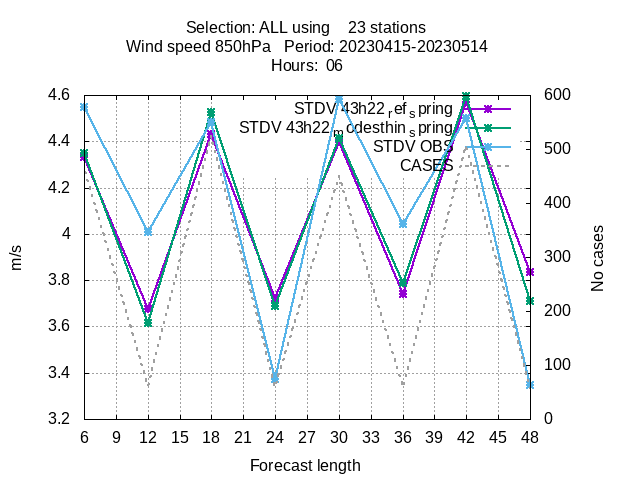 Selection: ALL using 23 stations
Wind speed 850hPa Period: 20230415-20230514
Hours: 06
STDV 43h22_ref_spring
STDV 43h22_modesthin_spring
STDV OBS
CASES
4.6
4.4
4.2
4
3.8
3.6
3.4
3.2
m/s
600
500
400
300
200
100
0
No cases
6 9 12 15 18 21 24 27 30 33 36 39 42 45 48
Forecast length